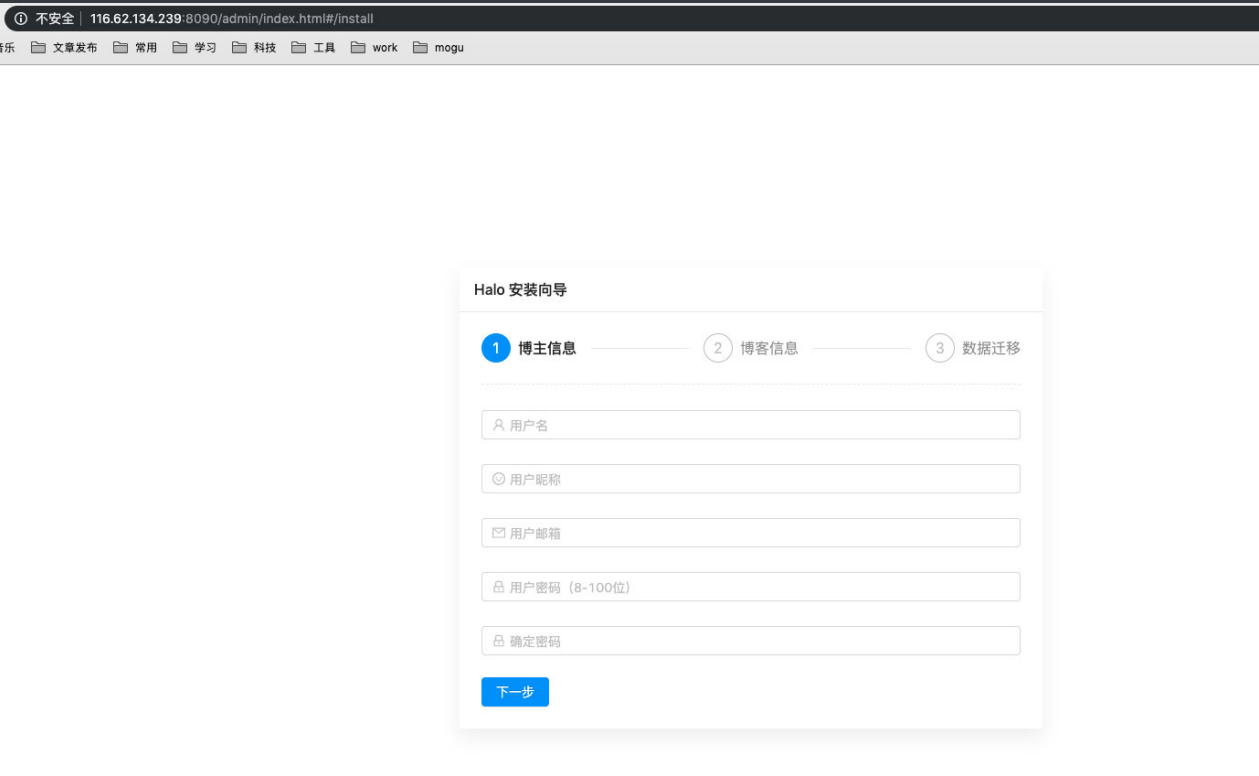 不安全 116.62.134.239:8090/admin/index.html#/install
乐 文章发布 常用 学习 科技 工具 work mogu
Halo 安装向导
1 博主信息 2 博客信息 3 数据迁移
用户名
用户昵称
用户邮箱
用户密码（8-100位）
确定密码
下一步